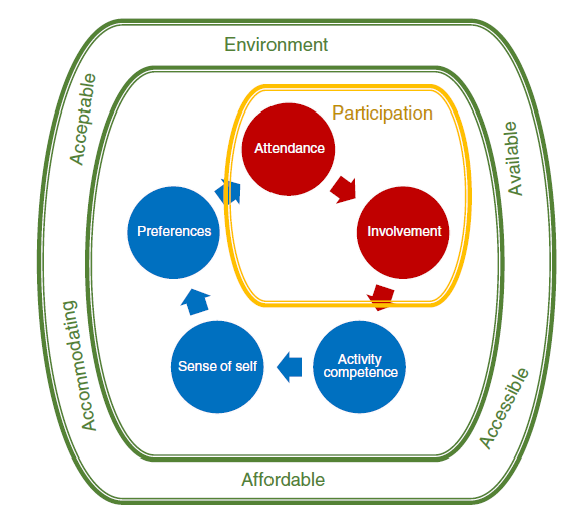 Environment
Acceptable
Participation
Attendance
Available
Preferences
Involvement
Accommodating
Sense of self
Activity
competence
Accessible
Affordable